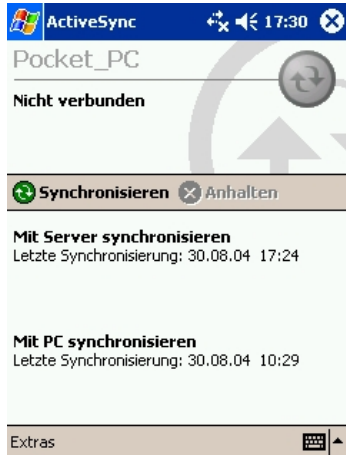 ActiveSync 17:30
Pocket_PC
Nicht verbunden
Synchronisieren Anhalten
Mit Server synchronisieren
Letzte Synchronisierung: 30.08.04 17:24
Mit PC synchronisieren
Letzte Synchronisierung: 30.08.04 10:29
Extras